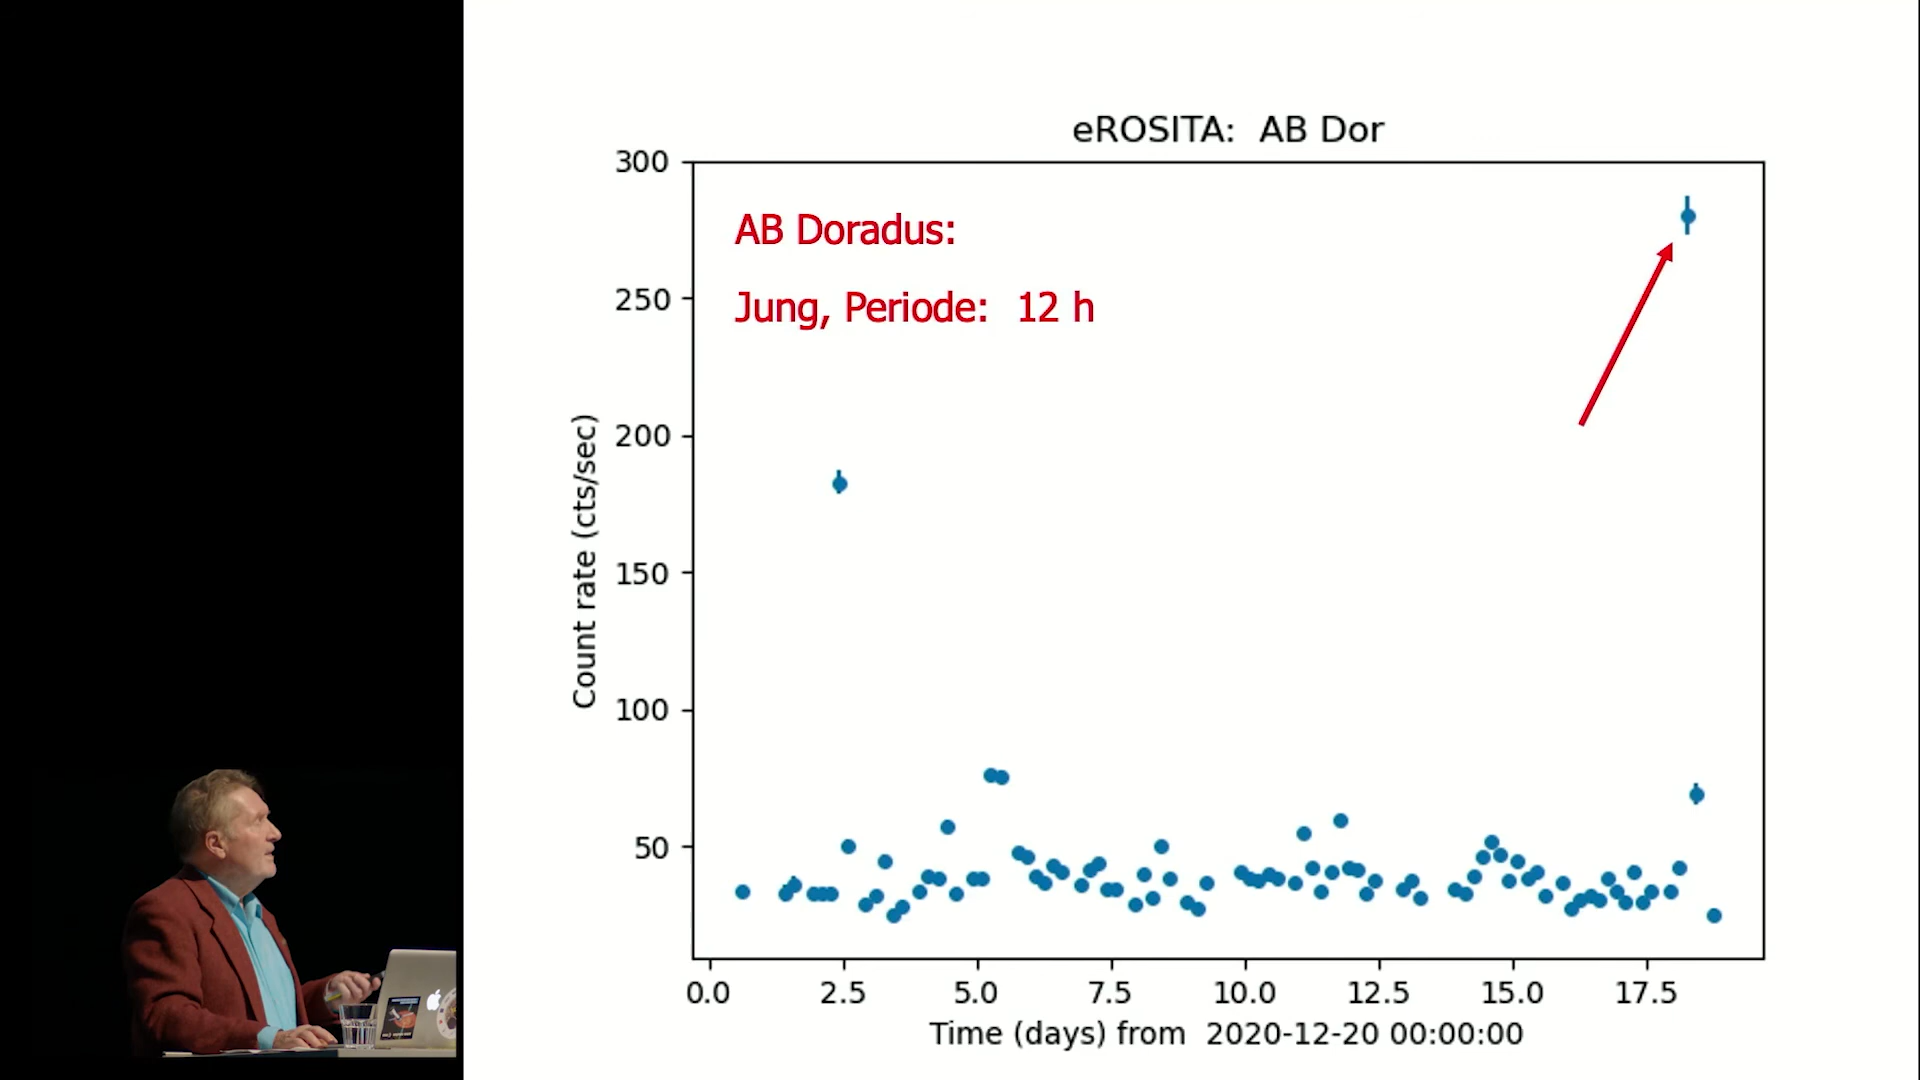 eROSITA: AB Dor
300
AB Doradus:
Jung, Periode: 12 h
250
200
150
100
50
Count rate (cts/sec)
0.0 2.5 5.0 7.5 10.0 12.5 15.0 17.5
Time (days) from 2020-12-20 00:00:00